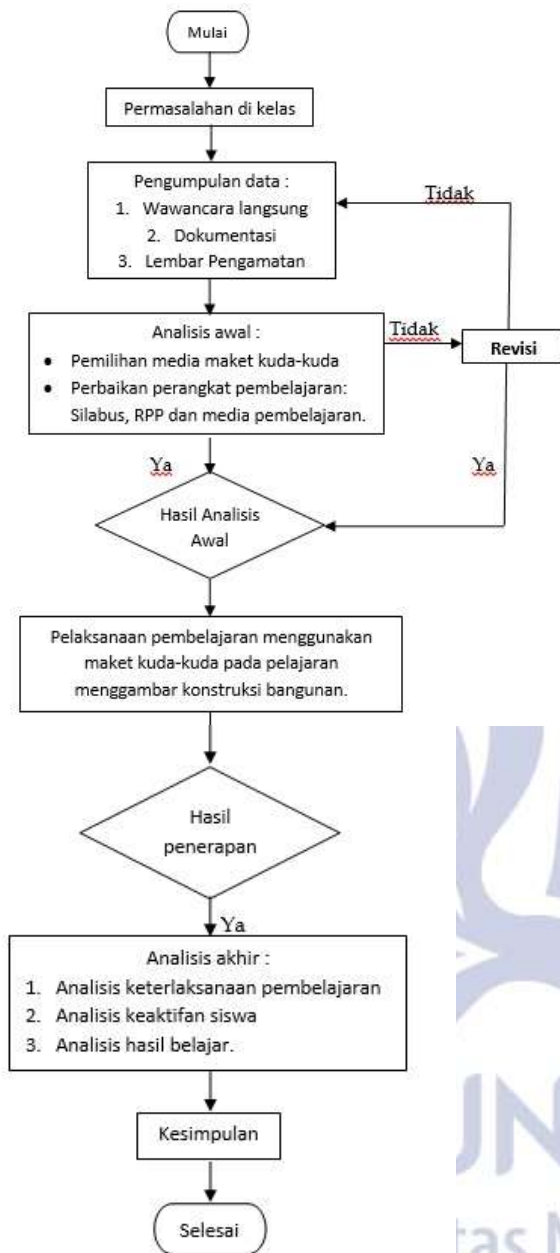 Mulai
Permasalahan di kelas
Pengumpulan data :
1. Wawancara langsung
2. Dokumentasi
3. Lembar Pengamatan
Tidak
Analisis awal :
• Pemilihan media maket kuda-kuda
• Perbaikan perangkat pembelajaran:
Silabus, RPP dan media pembelajaran.
Tidak
Revisi
Ya
Ya
Hasil Analisis
Awal
Pelaksanaan pembelajaran menggunakan
maket kuda-kuda pada pelajaran
menggambar konstruksi bangunan.
Hasil
penerapan
Ya
Analisis akhir :
1. Analisis keterlaksanaan pembelajaran
2. Analisis keaktifan siswa
3. Analisis hasil belajar.
Kesimpulan
Selesai
UN
tas N